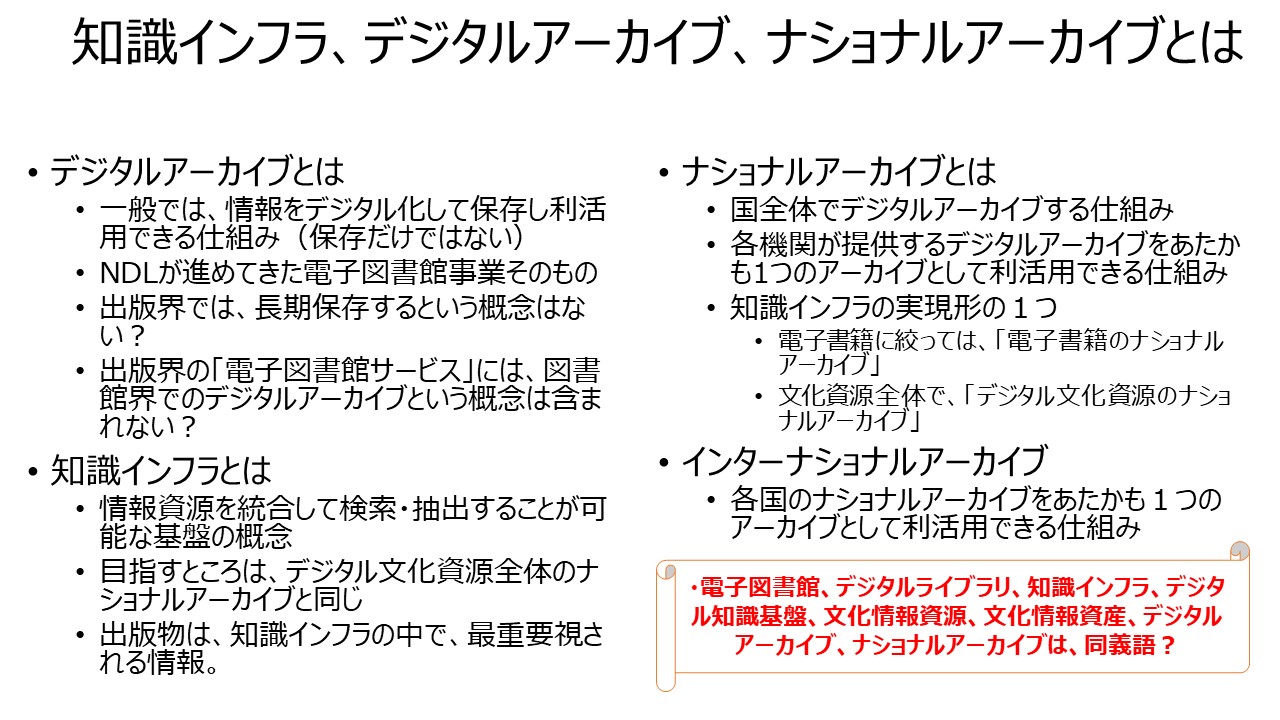 知識インフラ、デジタルアーカイブ、ナショナルアーカイブとは
• デジタルアーカイブとは
• 一般では、情報をデジタル化して保存し利活
用できる仕組み（保存だけではない）
• NDLが進めてきた電子図書館事業そのもの
• 出版界では、長期保存するという概念はな
い？
• 出版界の「電子図書館サービス」には、図書
館界でのデジタルアーカイブという概念は含ま
れない？
• 知識インフラとは
• 情報資源を統合して検索・抽出することが可
能な基盤の概念
• 目指すところは、デジタル文化資源全体のナ
ショナルアーカイブと同じ
• 出版物は、知識インフラの中で、最重要視さ
れる情報。
• ナショナルアーカイブとは
• 国全体でデジタルアーカイブする仕組み
• 各機関が提供するデジタルアーカイブをあたか
も1つのアーカイブとして利活用できる仕組み
• 知識インフラの実現形の１つ
• 電子書籍に絞っては、「電子書籍のナショナル
アーカイブ」
• 文化資源全体で、「デジタル文化資源のナショ
ナルアーカイブ」
• インターナショナルアーカイブ
• 各国のナショナルアーカイブをあたかも１つの
アーカイブとして利活用できる仕組み
・電子図書館、デジタルライブラリ、知識インフラ、デジタ
ル知識基盤、文化情報資源、文化情報資産、デジタル
アーカイブ、ナショナルアーカイブは、同義語？